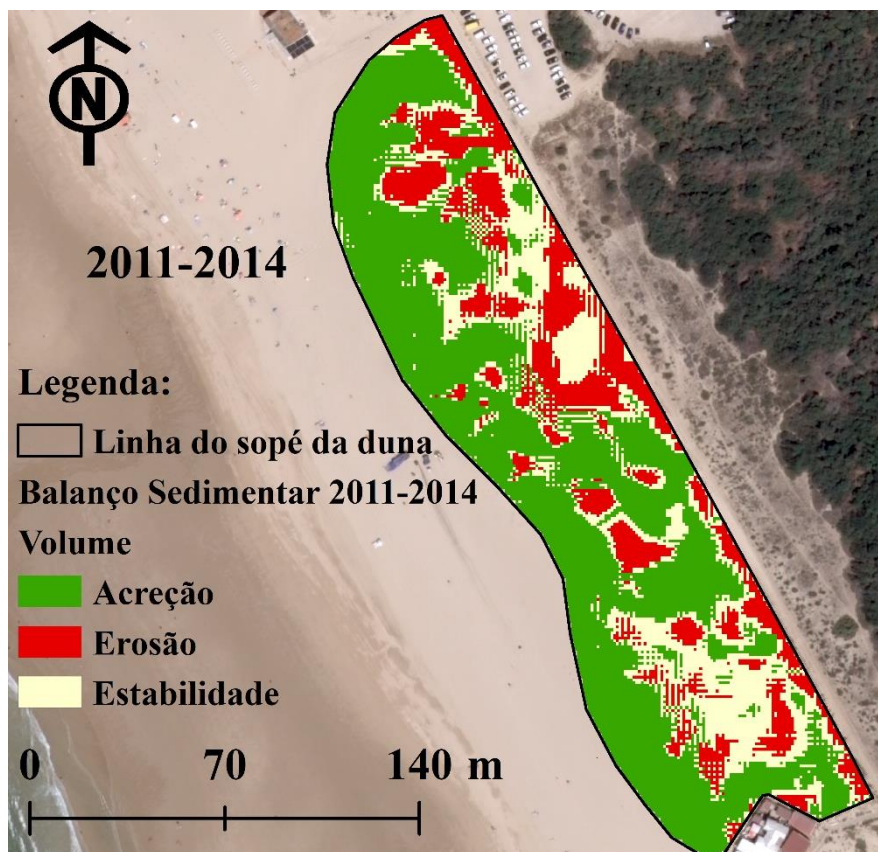 N
2011-2014
Legenda:
Linha do sopé da duna
Balanço Sedimentar 2011-2014
Volume
Acreção
Erosão
Estabilidade
0 70 140 m